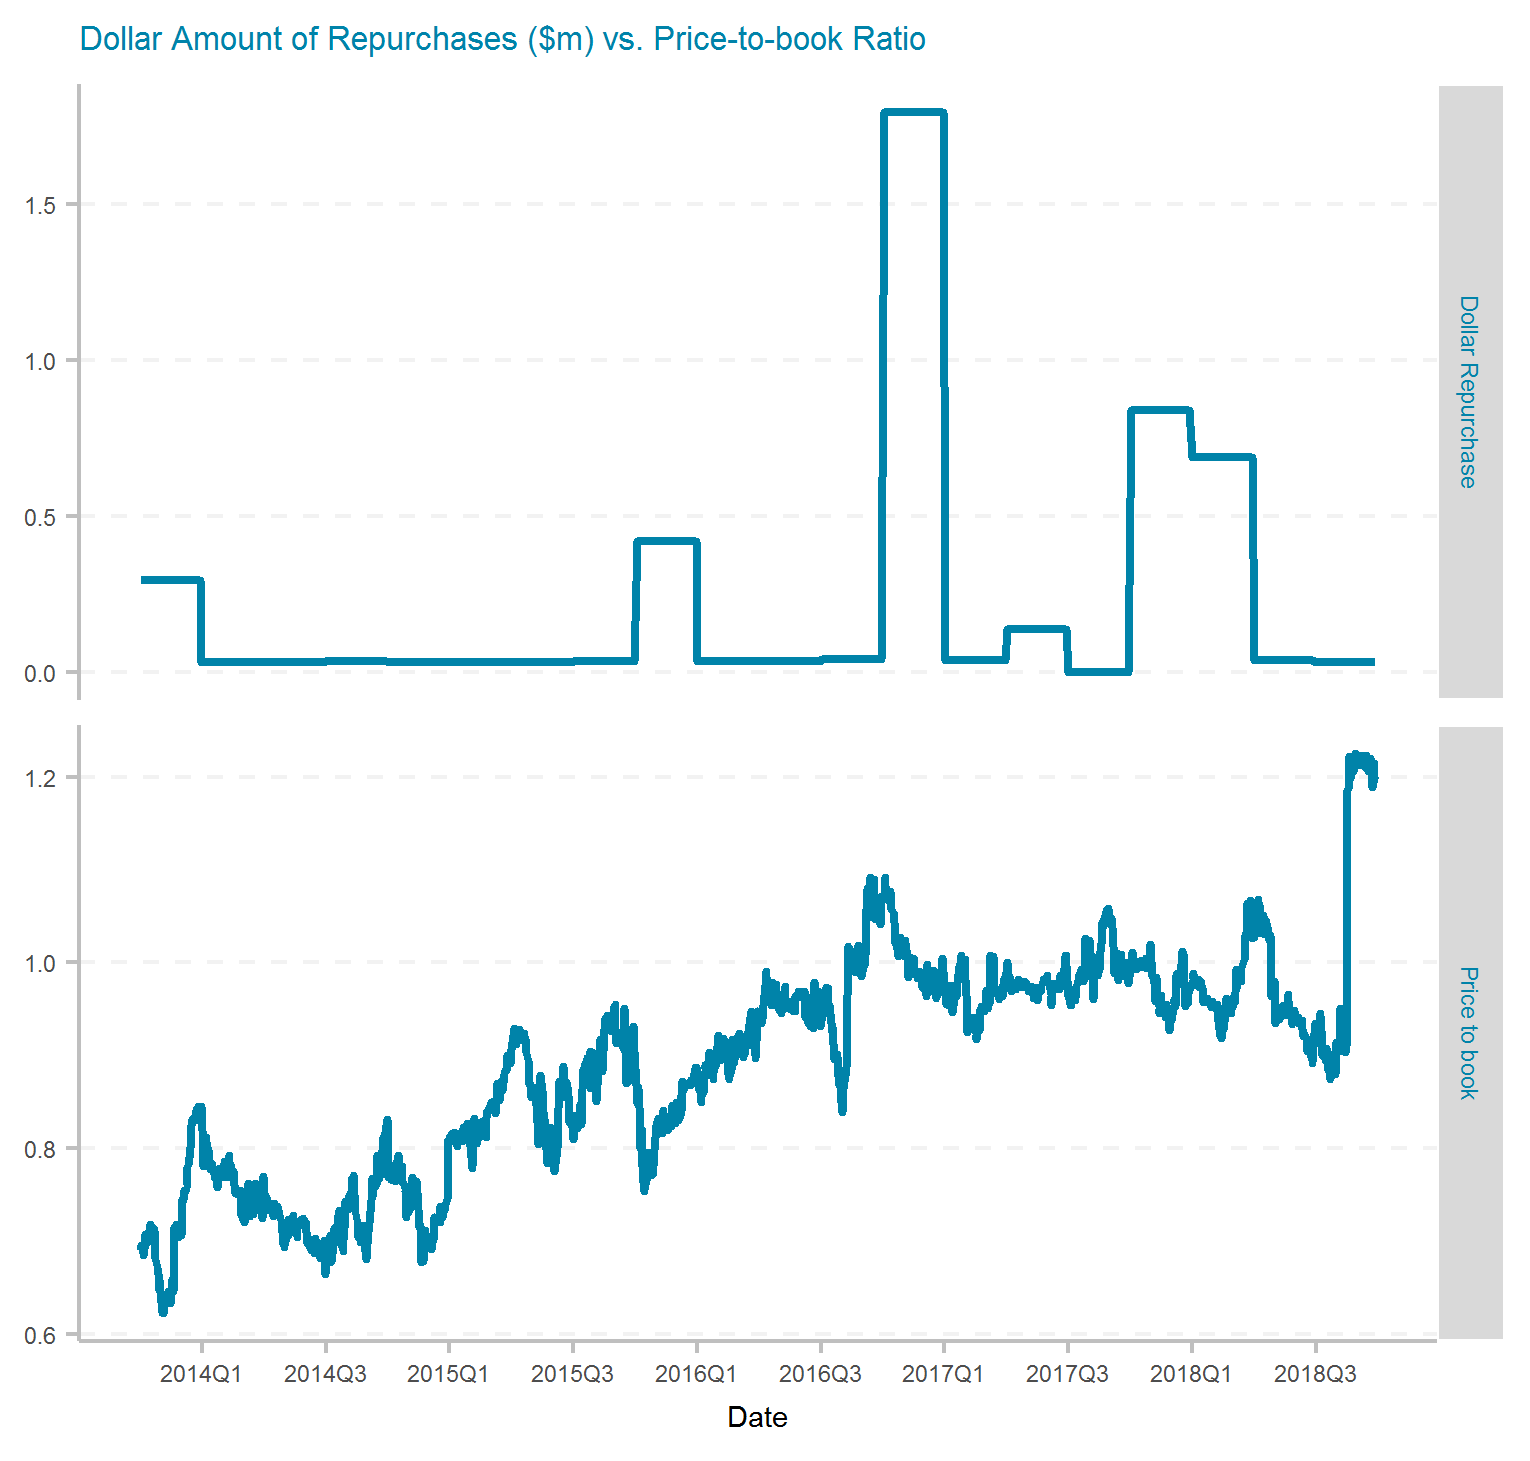 Dollar Amount of Repurchases ($m) vs. Price-to-book Ratio
1.5
1.0
0.5
0.0
Dollar Repurchase
1.2
1.0
0.8
0.6
Price to book
2014Q1 2014Q3 2015Q1 2015Q3 2016Q1 2016Q3 2017Q1 2017Q3 2018Q1 2018Q3
Date